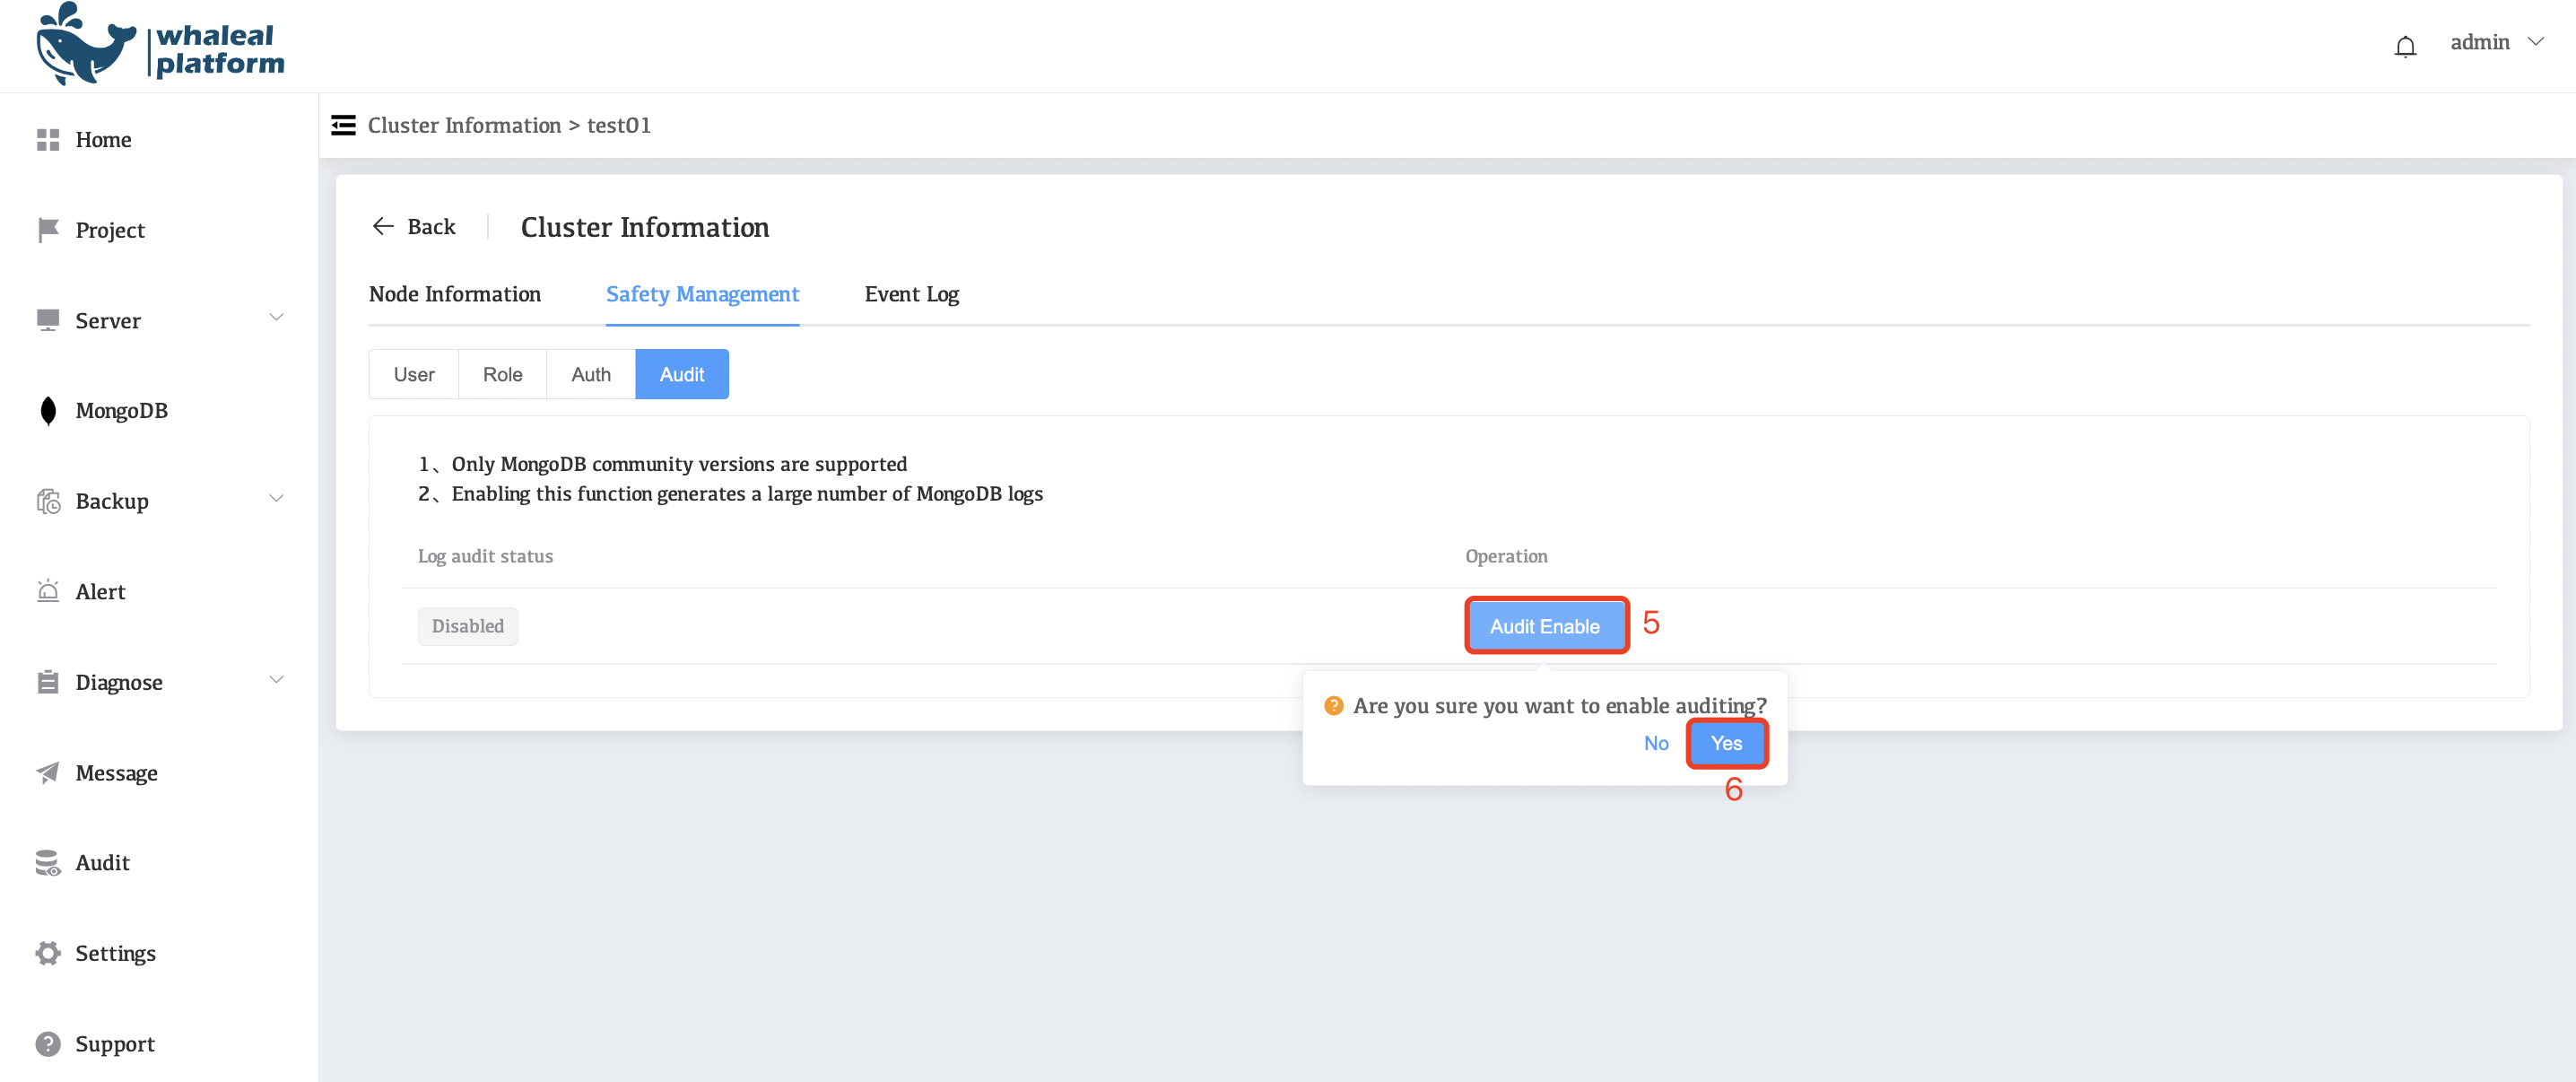 whaleal
platform
admin
Home
Project
Server
MongoDB
Backup
Alert
Diagnose
Message
Audit
Settings
Support
Cluster Information > test01
Back
Cluster Information
Node Information
Safety Management
Event Log
User
Role
Auth
Audit
1、Only MongoDB community versions are supported
2、Enabling this function generates a large number of MongoDB logs
Log audit status
Operation
Disabled
Audit Enable
5
Are you sure you want to enable auditing?
No
Yes
6